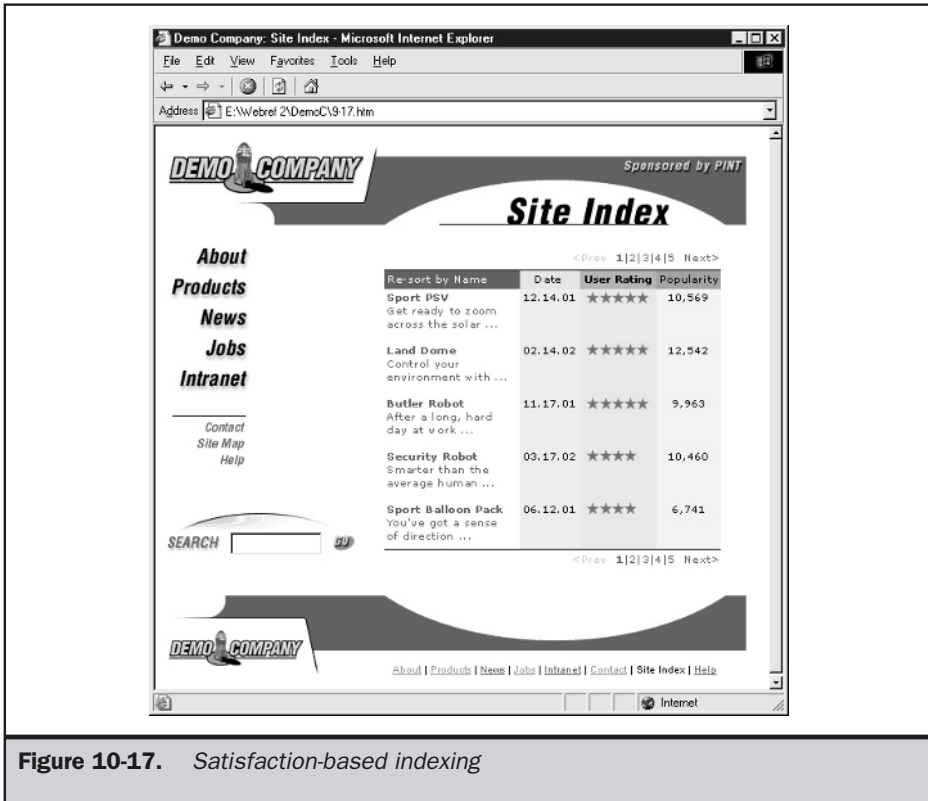 Demo Company: Site Index - Microsoft Internet Explorer
File Edit View Favorites Tools Help
Address E:\Webref 2\DemoC\9-17.htm
DEMO COMPANY
Sponsored by PINT
Site Index
About
Products
News
Jobs
Intranet
Contact
Site Map
Help
SEARCH GO
<Prev 1|2|3|4|5 Next>
Re-sort by Name Date User Rating Popularity
Sport PSV 12.14.01 ★★★★★ 10,569
Get ready to zoom
across the solar ...
Land Dome 02.14.02 ★★★★★ 12,542
Control your
environment with ...
Butler Robot 11.17.01 ★★★★★ 9,963
After a long, hard
day at work ...
Security Robot 03.17.02 ★★★★ 10,460
Smarter than the
average human ...
Sport Balloon Pack 06.12.01 ★★★★ 6,741
You've got a sense
of direction ...
<Prev 1|2|3|4|5 Next>
DEMO COMPANY
About | Products | News | Jobs | Intranet | Contact | Site Index | Help
Internet
Figure 10-17. Satisfaction-based indexing